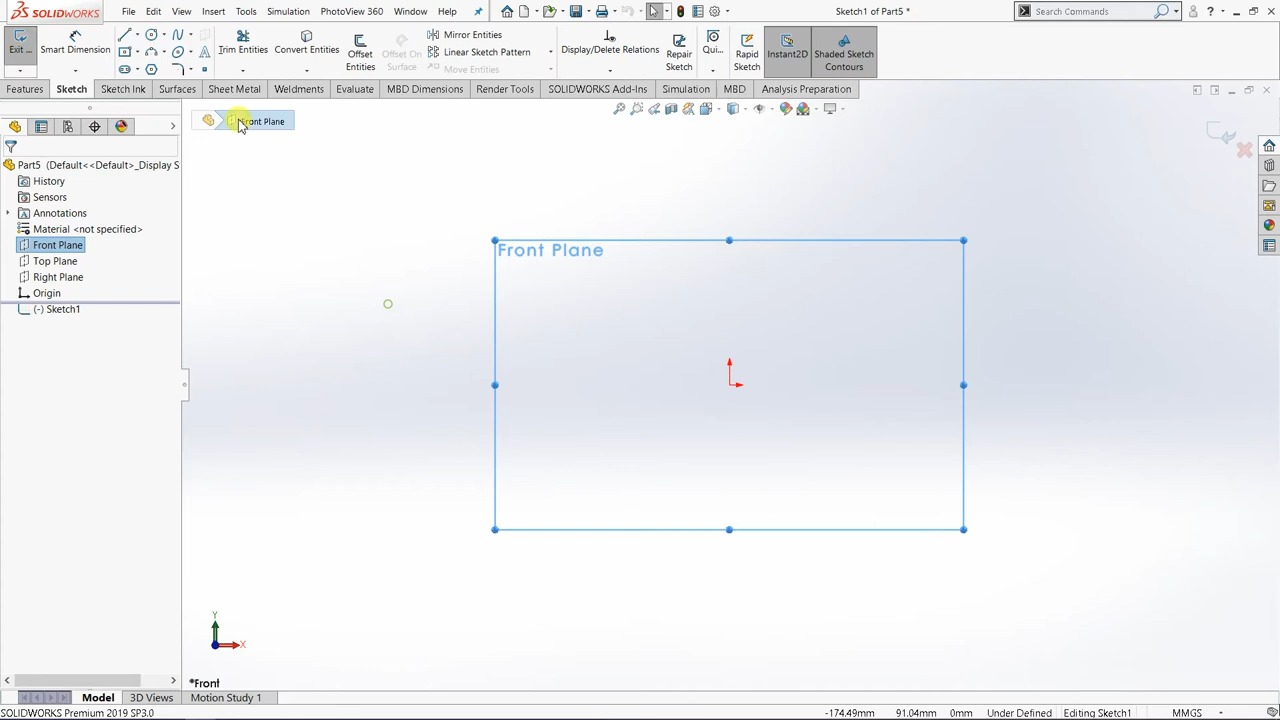 SOLIDWORKS File Edit View Insert Tools Simulation PhotoView 360 Window Help Sketch1 of Part5 * Search Commands
Exit ... Smart Dimension Trim Entities Convert Entities Offset Entities Offset On Surface Mirror Entities Linear Sketch Pattern Move Entities Display/Delete Relations Repair Sketch Qui... Rapid Sketch Instant2D Shaded Sketch Contours
Features Sketch Sketch Ink Surfaces Sheet Metal Weldments Evaluate MBD Dimensions Render Tools SOLIDWORKS Add-Ins Simulation MBD Analysis Preparation
Front Plane
Part5 (Default<<Default>_Display S
History
Sensors
Annotations
Material <not specified>
Front Plane
Top Plane
Right Plane
Origin
(-) Sketch1
Front Plane
Y
X
*Front
Model 3D Views Motion Study 1
SOLIDWORKS Premium 2019 SP3.0 -174.49mm 91.04mm 0mm Under Defined Editing Sketch1 MMGS